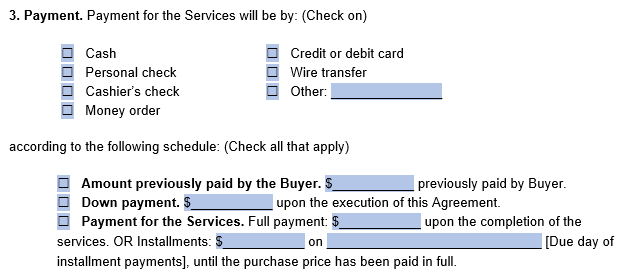 3. Payment. Payment for the Services will be by: (Check on)
☐ Cash ☐ Credit or debit card
☐ Personal check ☐ Wire transfer
☐ Cashier's check ☐ Other: ______________
☐ Money order
according to the following schedule: (Check all that apply)
☐ Amount previously paid by the Buyer. $__________ previously paid by Buyer.
☐ Down payment. $__________ upon the execution of this Agreement.
☐ Payment for the Services. Full payment: $__________ upon the completion of the
services. OR Installments: $__________ on __________________________ [Due day of
installment payments], until the purchase price has been paid in full.